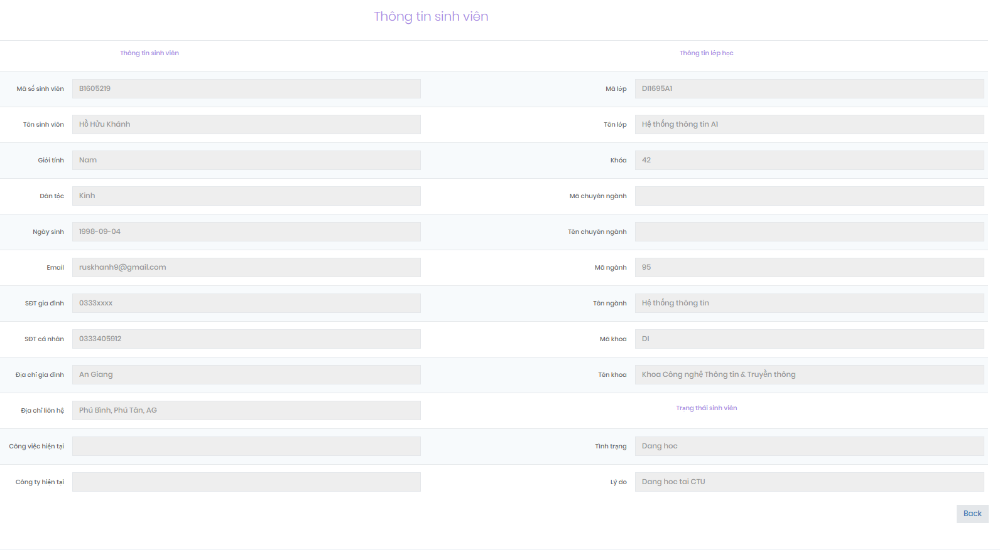 Thông tin sinh viên
Thông tin sinh viên
Mã số sinh viên B1605219
Tên sinh viên Hồ Hửu Khánh
Giới tính Nam
Dân tộc Kinh
Ngày sinh 1998-09-04
Email ruskhanh9@gmail.com
SĐT gia đình 0333xxxx
SĐT cá nhân 0333405912
Địa chỉ gia đình An Giang
Địa chỉ liên hệ Phú Bình, Phú Tân, AG
Công việc hiện tại
Công ty hiện tại
Thông tin lớp học
Mã lớp DI1695A1
Tên lớp Hệ thống thông tin A1
Khóa 42
Mã chuyên ngành
Tên chuyên ngành
Mã ngành 95
Tên ngành Hệ thống thông tin
Mã khoa DI
Tên khoa Khoa Công nghệ Thông tin & Truyền thông
Trạng thái sinh viên
Tình trạng Dang hoc
Lý do Dang hoc tai CTU
Back